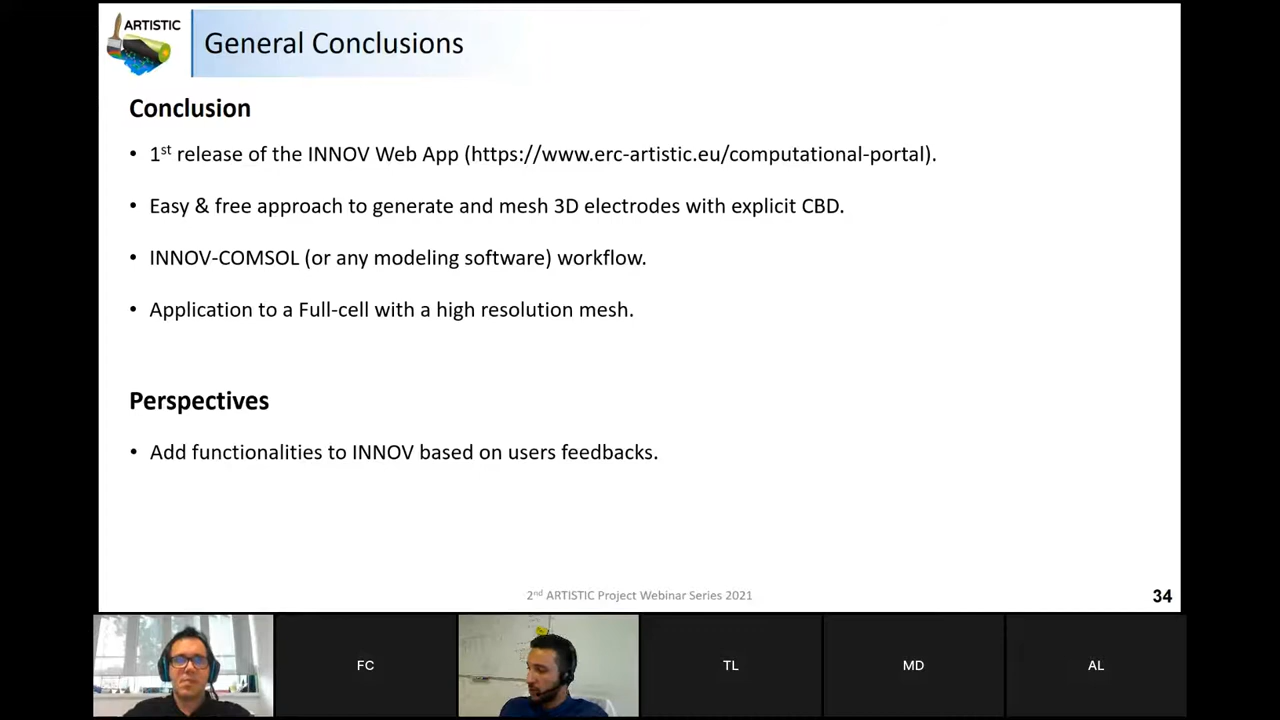 ARTISTIC
General Conclusions
Conclusion
• 1st release of the INNOV Web App (https://www.erc-artistic.eu/computational-portal).
• Easy & free approach to generate and mesh 3D electrodes with explicit CBD.
• INNOV-COMSOL (or any modeling software) workflow.
• Application to a Full-cell with a high resolution mesh.
Perspectives
• Add functionalities to INNOV based on users feedbacks.
2nd ARTISTIC Project Webinar Series 2021
34
FC
TL
MD
AL